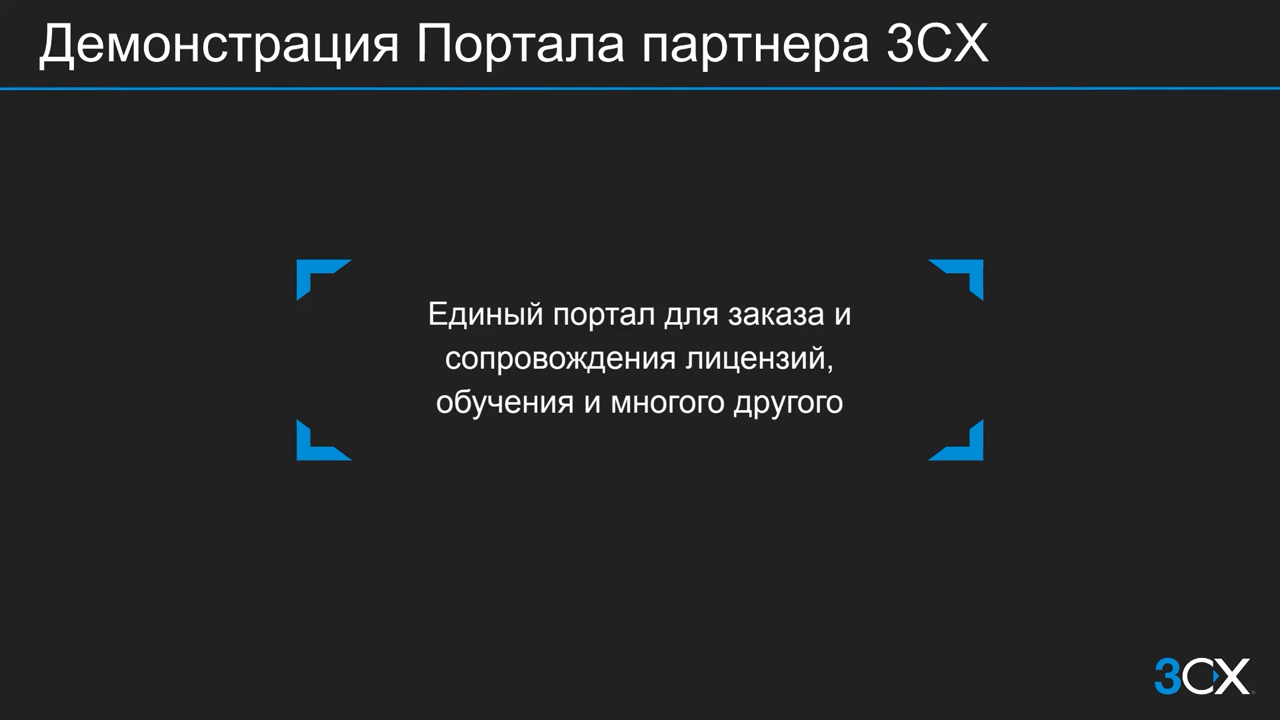 Демонстрация Портала партнера 3CX
Единый портал для заказа и
сопровождения лицензий,
обучения и многого другого
3CX